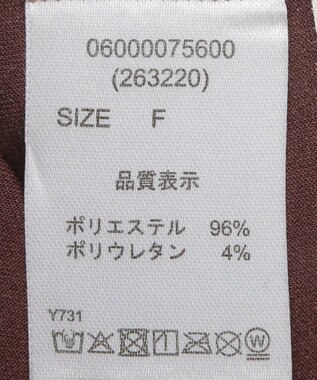 06000075600
(263220)
SIZE F
品質表示
ポリエステル 96%
ポリウレタン 4%
Y731
W